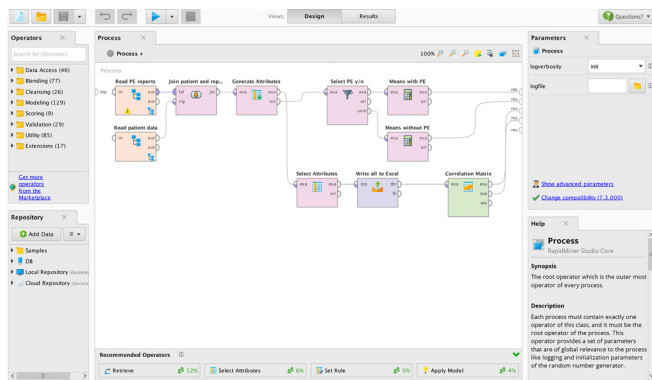 Views:
Design
Results
Questions?
Operators
Search for Operators
Data Access (46)
Blending (77)
Cleansing (26)
Modeling (129)
Scoring (9)
Validation (29)
Utility (85)
Extensions (17)
Get more
operators
from the
Marketplace
Repository
Add Data
Samples
DB
Local Repository
Cloud Repository
Process
Process
100%
Process
inp
Read PE reports
Join patient and rep...
Generate Attributes
Select PE y/n
Means with PE
Read patient data
Means without PE
Select Attributes
Write all to Excel
Correlation Matrix
res
res
res
res
Recommended Operators
Retrieve
12%
Select Attributes
6%
Set Role
5%
Apply Model
4%
Parameters
Process
logverbosity
init
logfile
Show advanced parameters
Change compatibility (7.3.000)
Help
Process
RapidMiner Studio Core
Synopsis
The root operator which is the outer most
operator of every process.
Description
Each process must contain exactly one
operator of this class, and it must be the
root operator of the process. This
operator provides a set of parameters
that are of global relevance to the process
like logging and initialization parameters
of the random number generator.